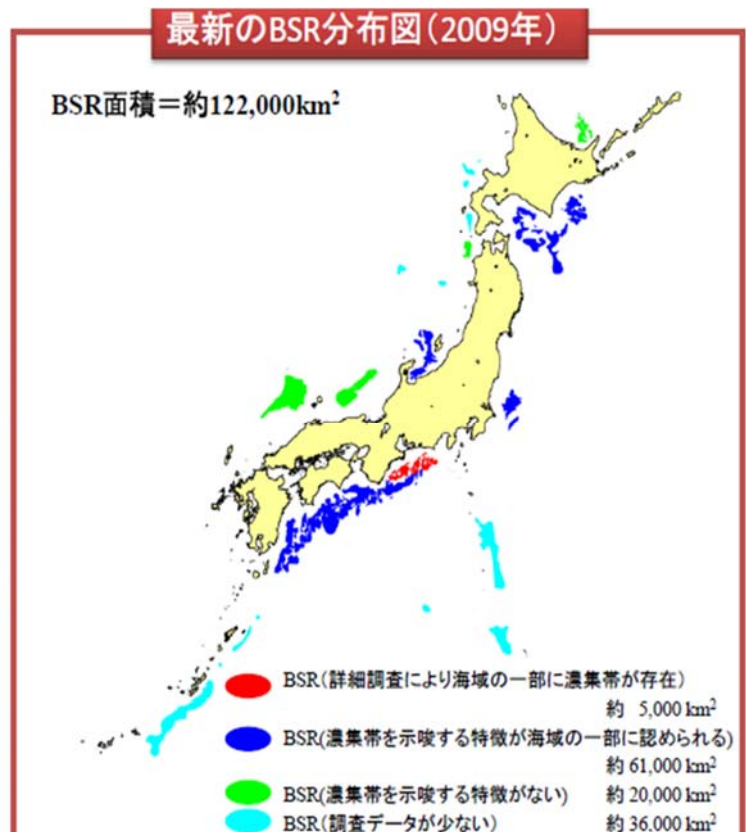 最新のBSR分布図(2009年)
BSR面積=約122,000km²
BSR(詳細調査により海域の一部に濃集帯が存在)
約 5,000 km²
BSR(濃集帯を示唆する特徴が海域の一部に認められる)
約 61,000 km²
BSR(濃集帯を示唆する特徴がない) 約 20,000 km²
BSR(調査データが少ない) 約 36,000 km²